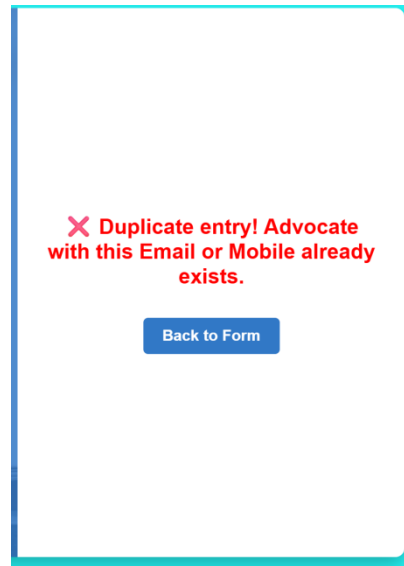 ❌ Duplicate entry! Advocate
with this Email or Mobile already
exists.
Back to Form